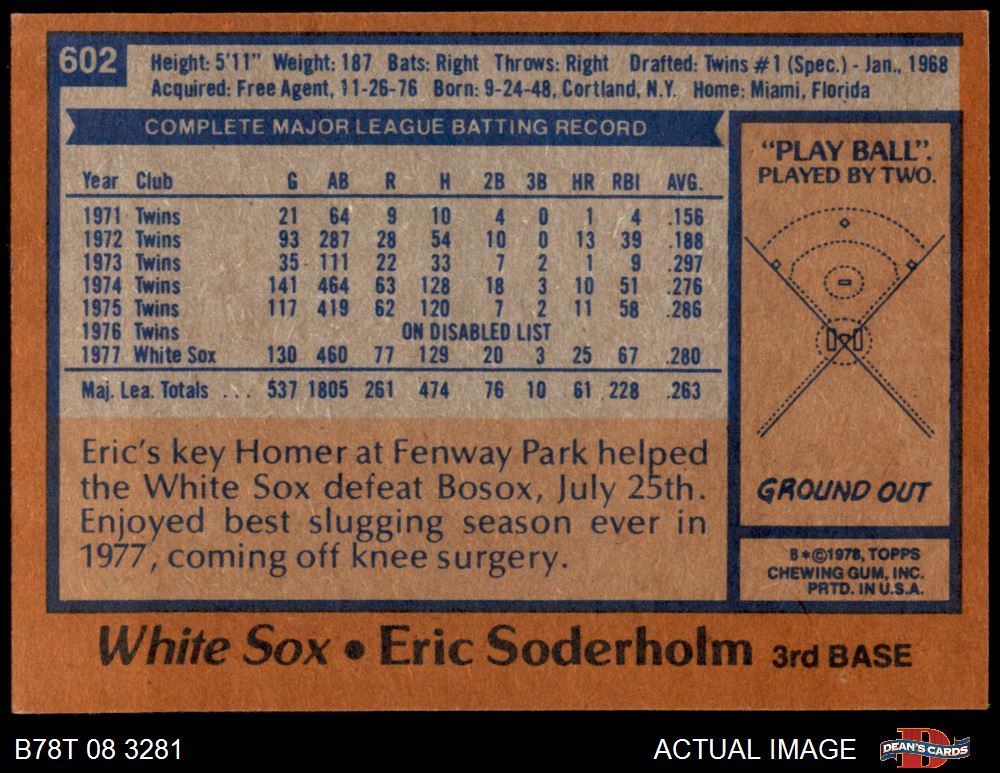 602
Height: 5'11" Weight: 187 Bats: Right Throws: Right Drafted: Twins #1 (Spec.) - Jan., 1968
Acquired: Free Agent, 11-26-76 Born: 9-24-48, Cortland, N.Y. Home: Miami, Florida
COMPLETE MAJOR LEAGUE BATTING RECORD
Year Club G AB R H 2B 3B HR RBI AVG.
1971 Twins 21 64 9 10 4 0 1 4 .156
1972 Twins 93 287 28 54 10 0 13 39 .188
1973 Twins 35 111 22 33 7 2 1 9 .297
1974 Twins 141 464 63 128 18 3 10 51 .276
1975 Twins 117 419 62 120 17 2 11 58 .286
1976 Twins ON DISABLED LIST
1977 White Sox 130 460 77 129 20 3 25 67 .280
Maj. Lea. Totals . . . 537 1805 261 474 76 10 61 228 .263
Eric's key Homer at Fenway Park helped
the White Sox defeat Bosox, July 25th.
Enjoyed best slugging season ever in
1977, coming off knee surgery.
"PLAY BALL".
PLAYED BY TWO.
GROUND OUT
B*©1978, TOPPS
CHEWING GUM, INC.
PRTD. IN U.S.A.
White Sox • Eric Soderholm 3rd BASE
B78T 08 3281
ACTUAL IMAGE
DEAN'S CARDS